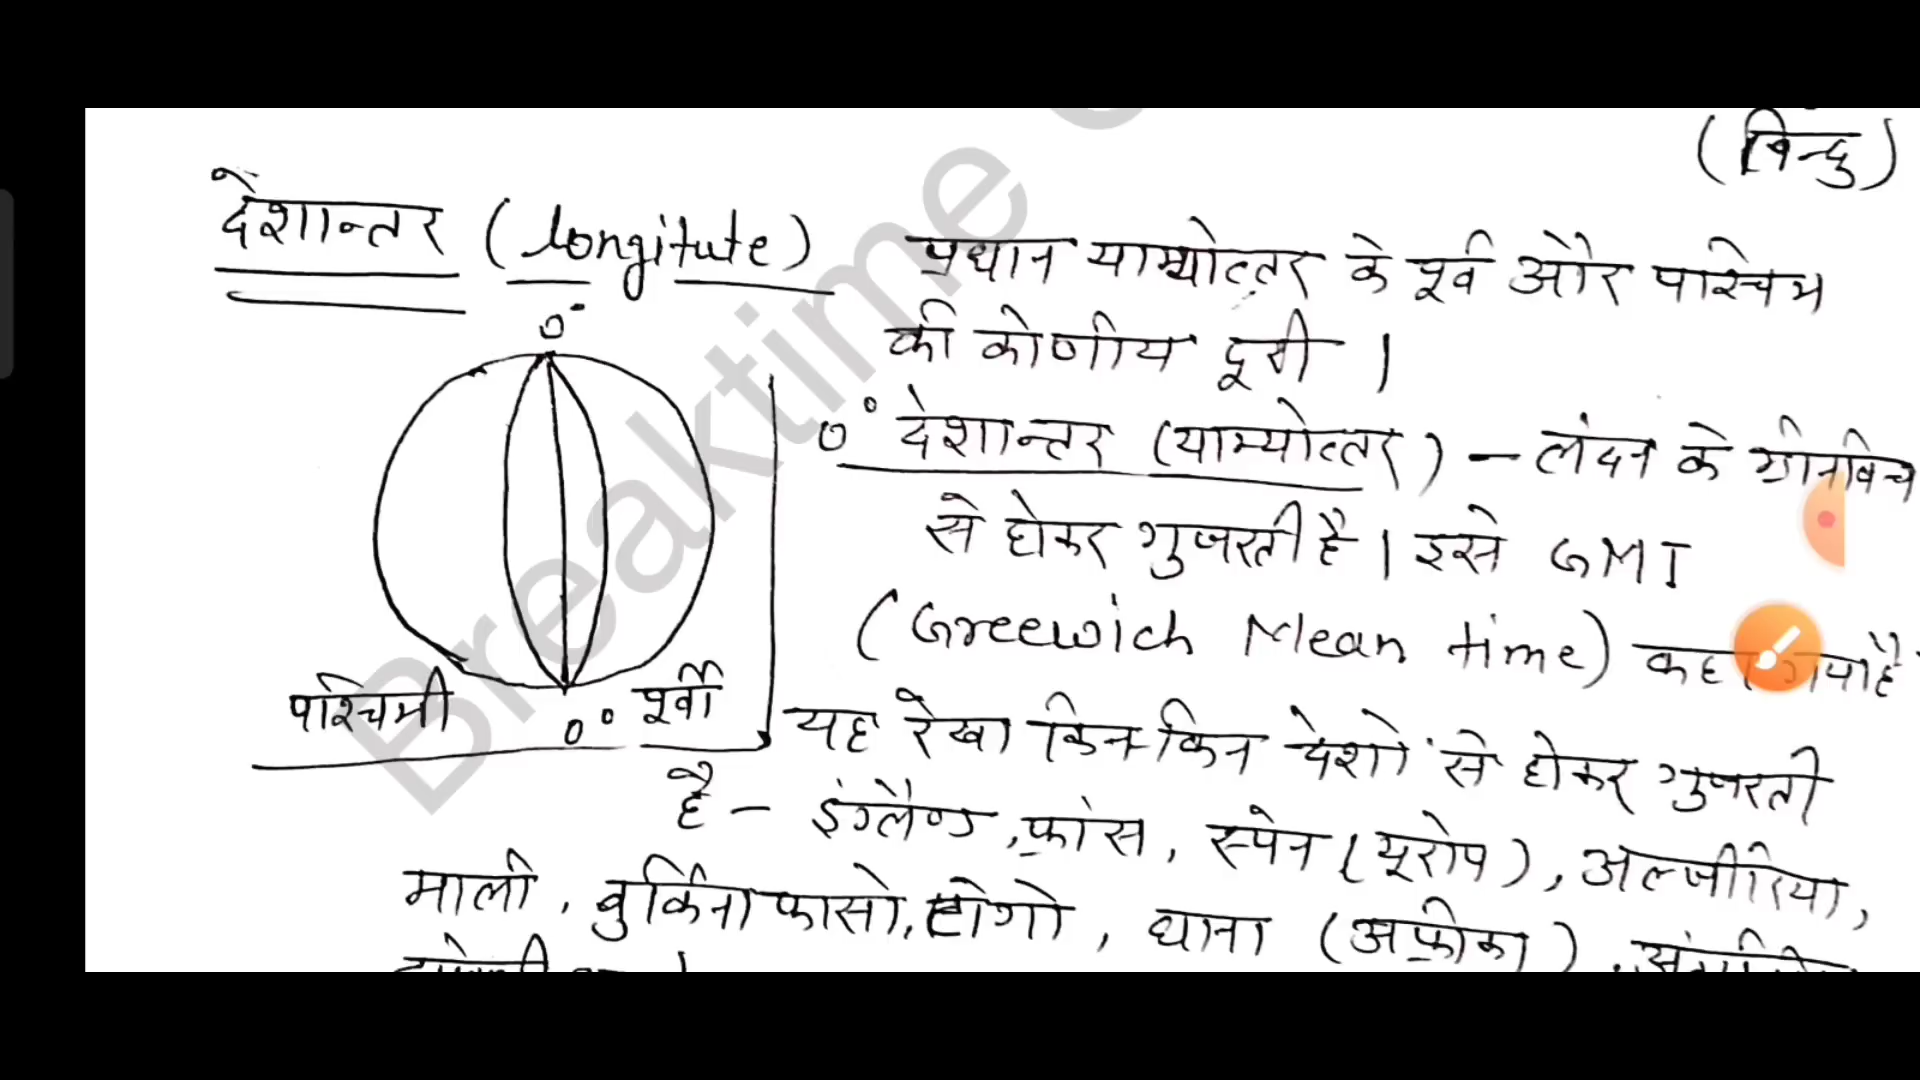 (बिन्दु)
देशान्तर (longitute) प्रधान याम्योत्तर के पूर्व और पश्चिम
की कोणीय दूरी |
0°
0° देशान्तर (याम्योत्तर) – लंदन के ग्रीनविच
से होकर गुजरती है | इसे GMT
(Greewich Mean time) कहा गया है
पश्चिमी 0° पूर्वी
यह रेखा किन-किन देशो से होकर गुजरती
है – इंग्लैण्ड, फ्रांस, स्पेन (यूरोप), अल्जीरिया,
माली, बुर्किना फासो, टोगो, घाना (अफ्रीका),
Breaktime